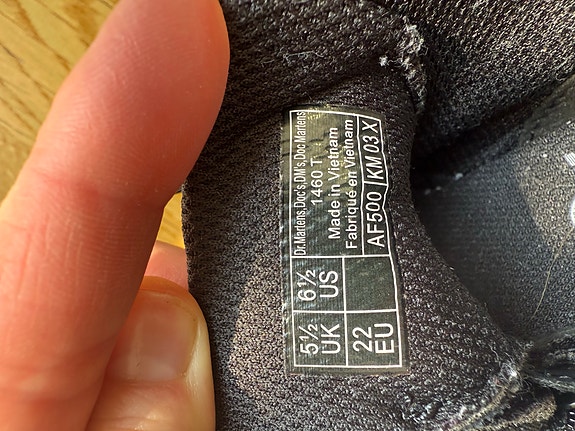 Dr.Martens,Doc's,DM's,Doc Martens
1460 T
Made in Vietnam
Fabriqué en Vietnam
AF500 KM 03 X
5½ UK
6½ US
22 EU